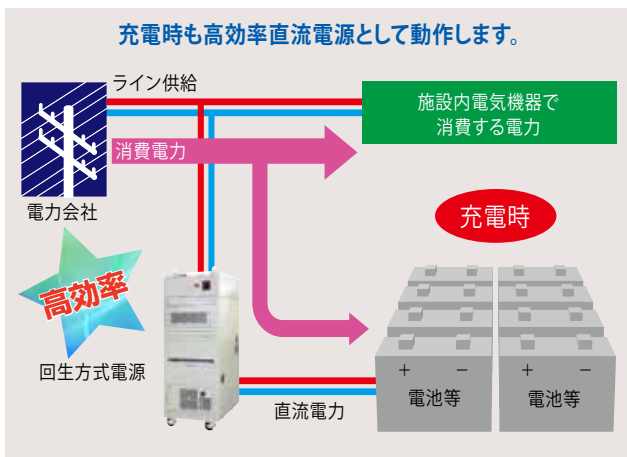 充電時も高効率直流電源として動作します。
ライン供給
施設内電気機器で
消費する電力
消費電力
電力会社
充電時
高効率
回生方式電源
+ − + −
電池等 電池等
直流電力